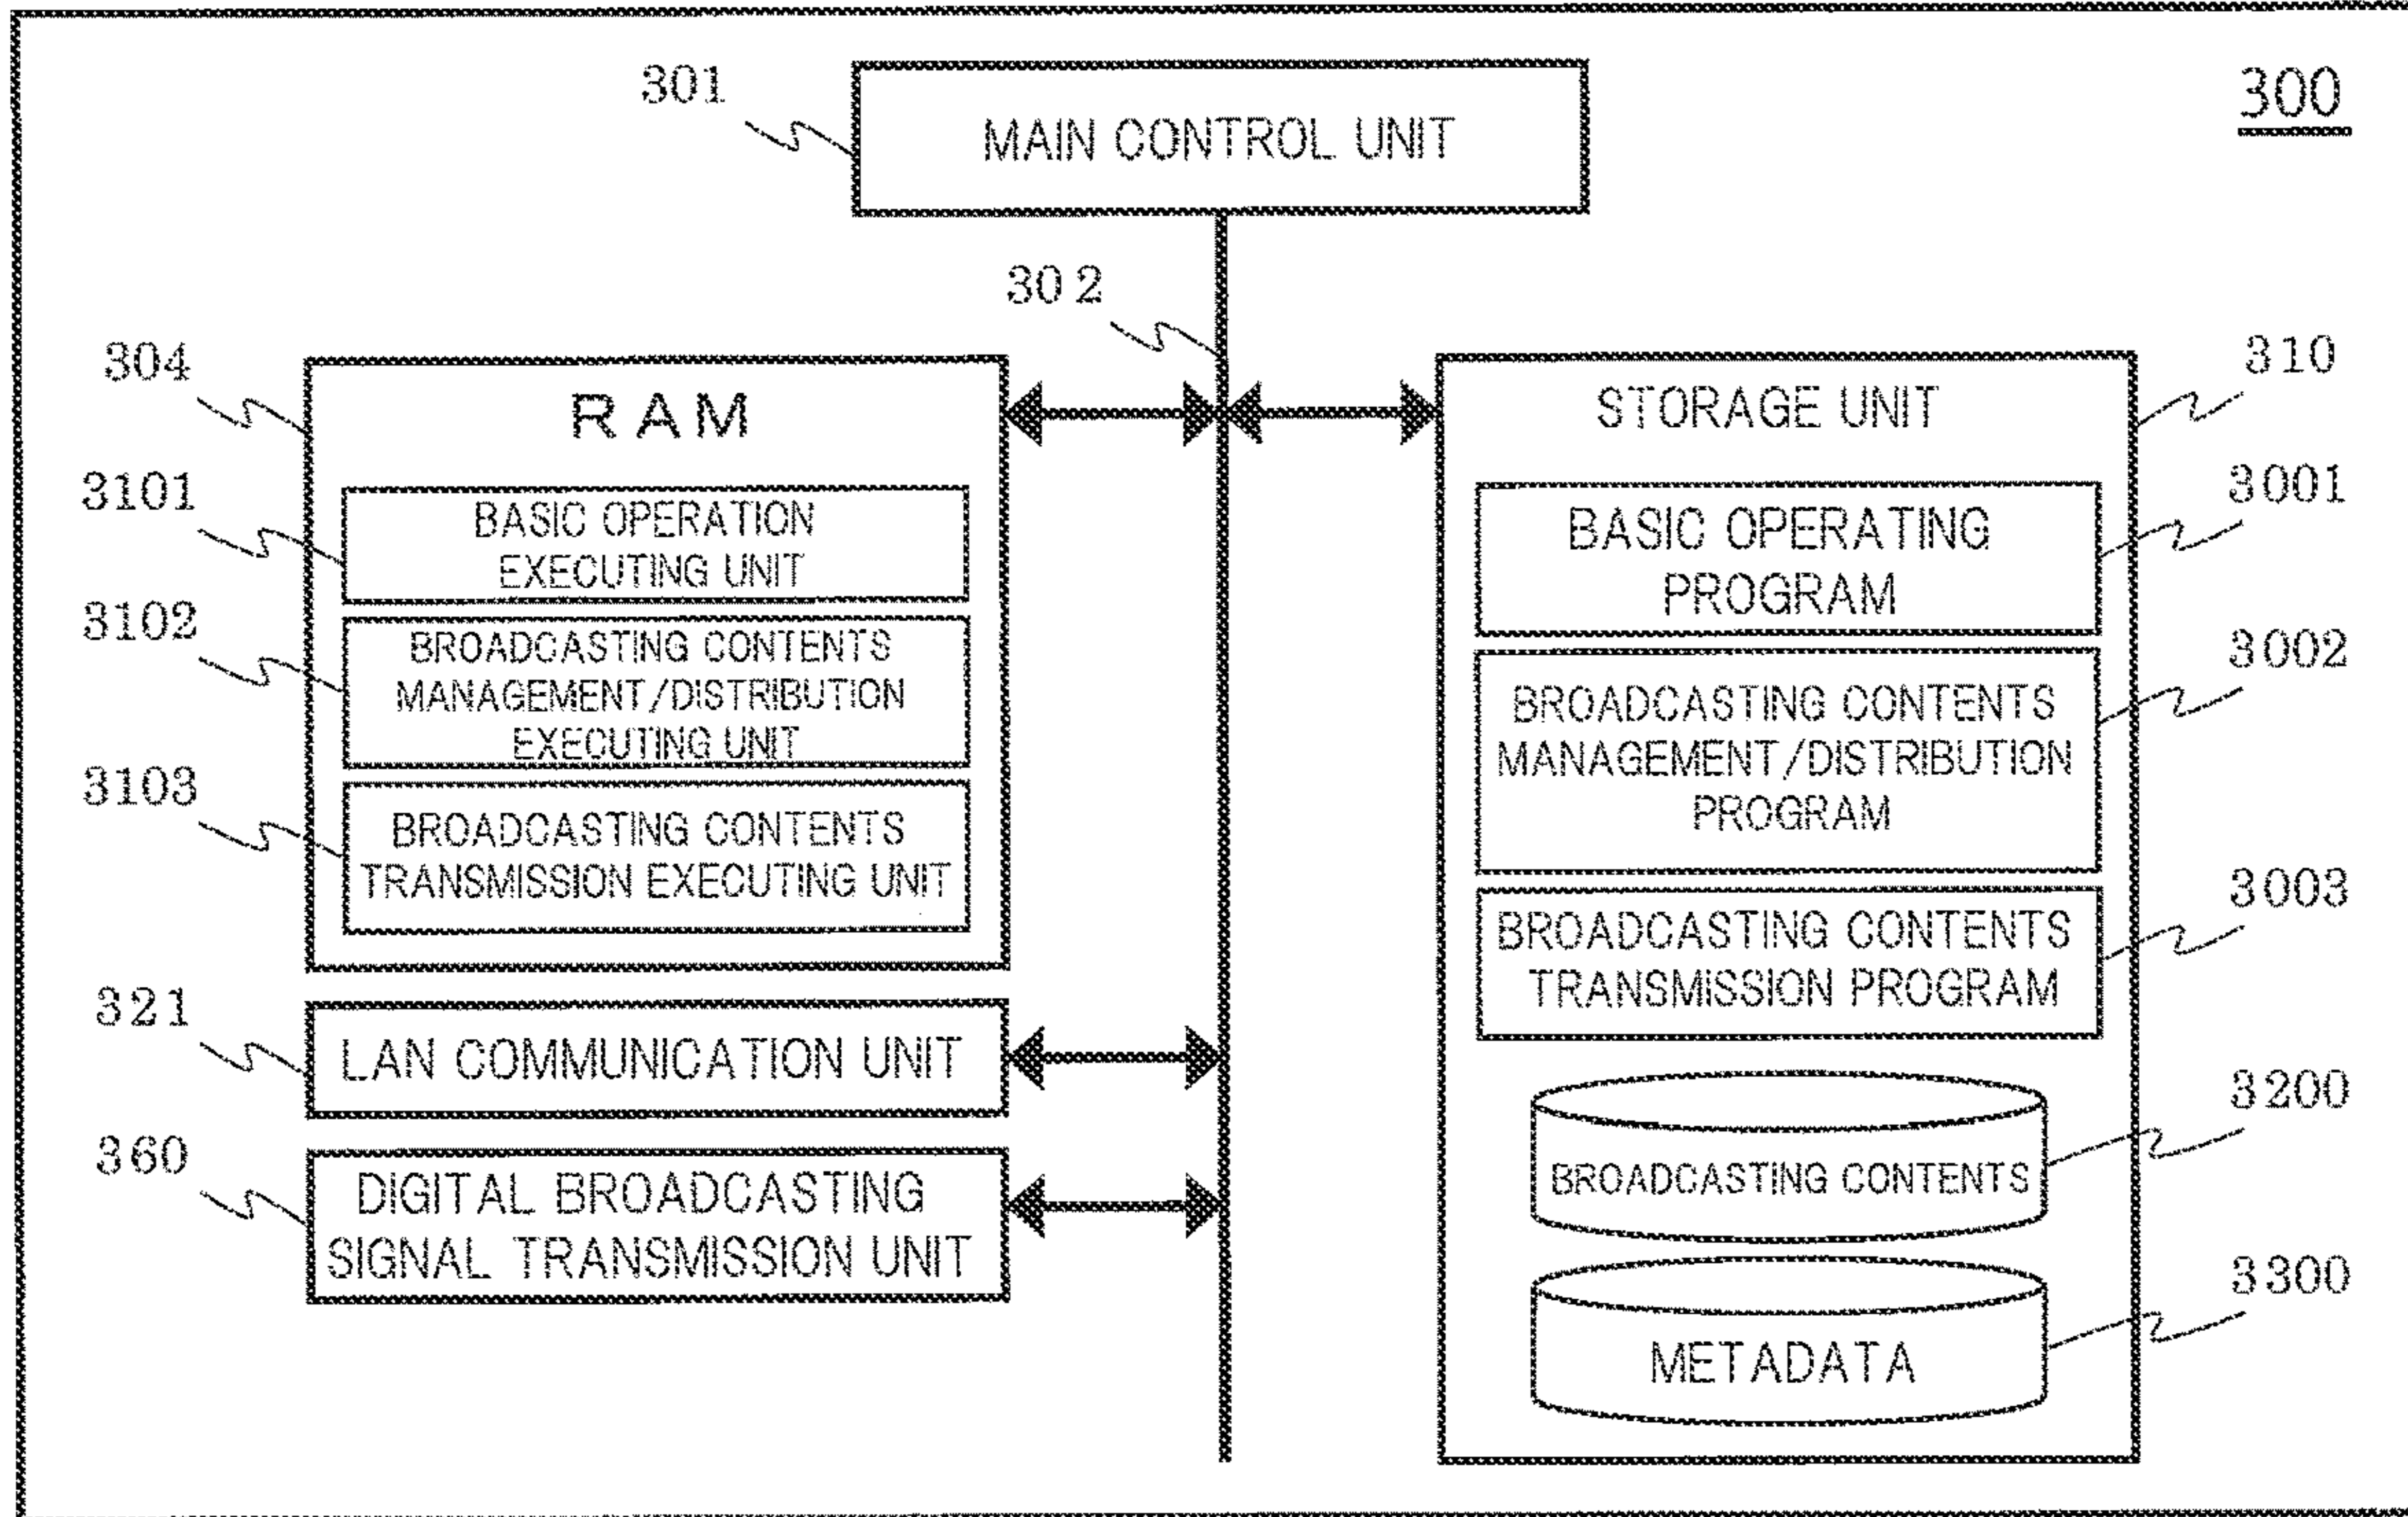 300
301
MAIN CONTROL UNIT
302
304
RAM
3101
BASIC OPERATION
EXECUTING UNIT
3102
BROADCASTING CONTENTS
MANAGEMENT/DISTRIBUTION
EXECUTING UNIT
3103
BROADCASTING CONTENTS
TRANSMISSION EXECUTING UNIT
321
LAN COMMUNICATION UNIT
360
DIGITAL BROADCASTING
SIGNAL TRANSMISSION UNIT
310
STORAGE UNIT
3001
BASIC OPERATING
PROGRAM
3002
BROADCASTING CONTENTS
MANAGEMENT/DISTRIBUTION
PROGRAM
3003
BROADCASTING CONTENTS
TRANSMISSION PROGRAM
3200
BROADCASTING CONTENTS
3300
METADATA